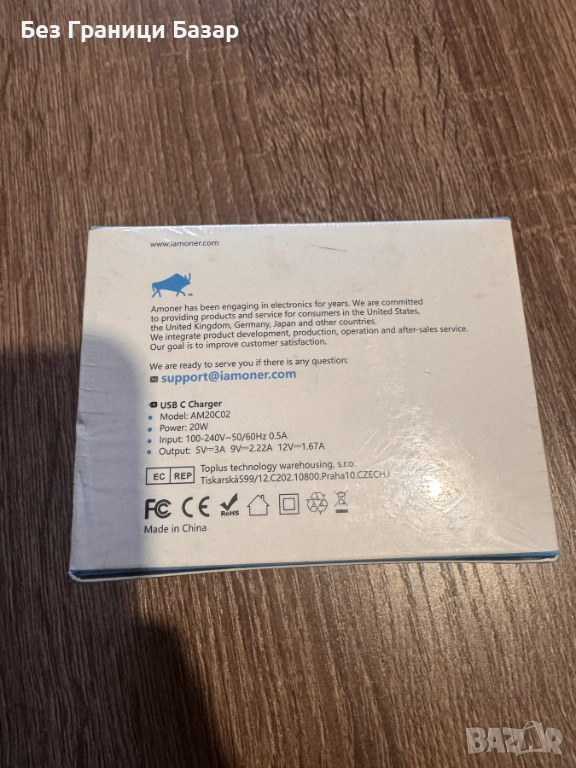 Без Граници Базар
www.iamoner.com
Amoner has been engaging in electronics for years. We are committed
to providing products and service for consumers in the United States,
the United Kingdom, Germany, Japan and other countries.
We integrate product development, production, operation and after-sales service.
Our goal is to improve customer satisfaction.
We are ready to serve you if there is any question:
support@iamoner.com
USB C Charger
• Model: AM20C02
• Power: 20W
• Input: 100-240V~50/60Hz 0.5A
• Output: 5V⎓3A 9V⎓2.22A 12V⎓1.67A
EC REP
Toplus technology warehousing, s.r.o.
Tiskarská599/12.C202.10800.Praha10.CZECH.
FC CE RoHS
Made in China
BAZAR